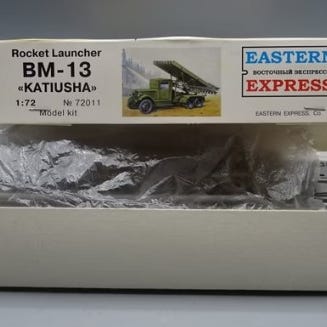 Rocket Launcher
BM-13
«KATIUSHA»
1:72 № 72011
Model kit
EASTERN
ВОСТОЧНЫЙ ЭКСПРЕСС
EXPRESS
EASTERN EXPRESS, Co.